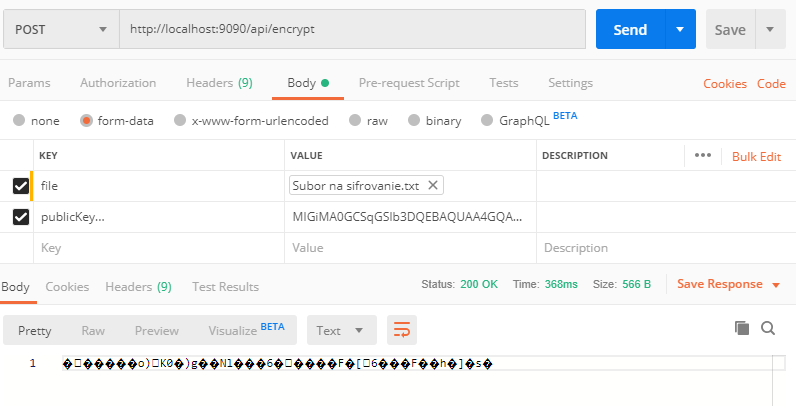 POST http://localhost:9090/api/encrypt Send Save
Params Authorization Headers (9) Body Pre-request Script Tests Settings Cookies Code
none form-data x-www-form-urlencoded raw binary GraphQL BETA
KEY VALUE DESCRIPTION ••• Bulk Edit
file Subor na sifrovanie.txt
publicKey... MIGiMA0GCSqGSIb3DQEBAQUAA4GQA...
Key Value Description
Body Cookies Headers (9) Test Results Status: 200 OK Time: 368ms Size: 566 B Save Response
Pretty Raw Preview Visualize BETA Text
1 �▯�����o)▯K0�)g��Nl���6�▯����F�[▯6���F��h�]�s�